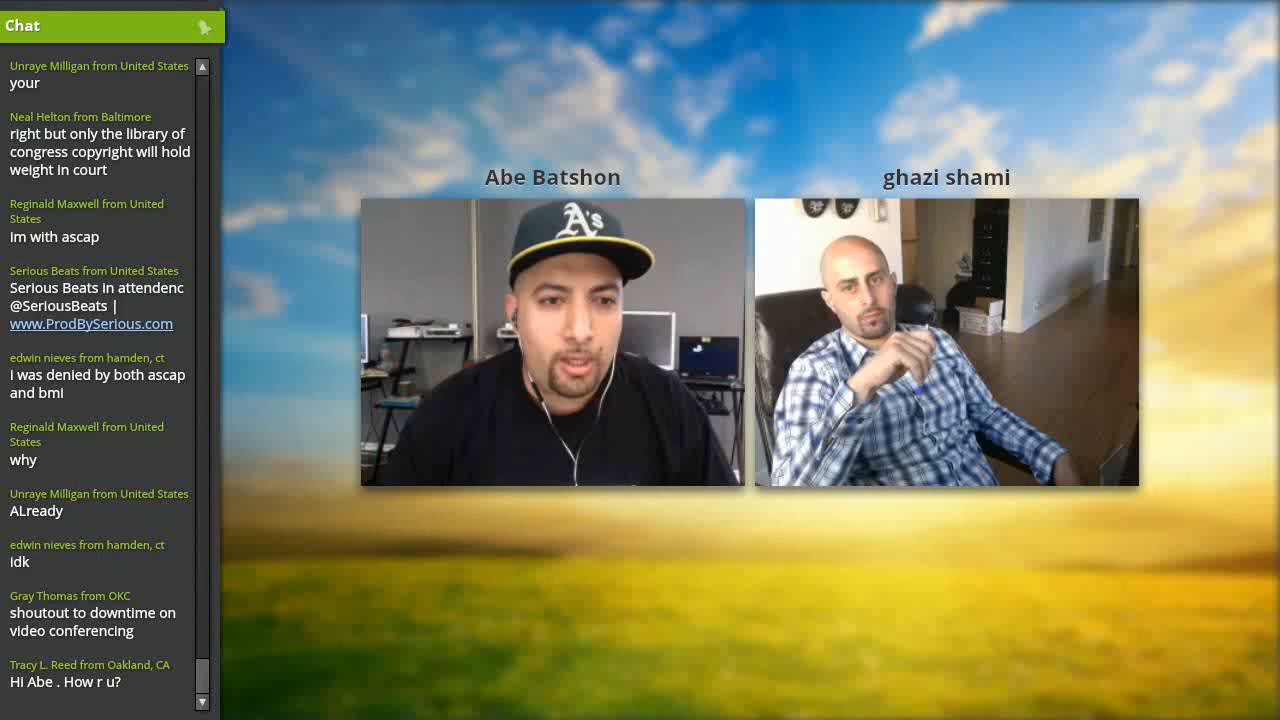 Chat
Unraye Milligan from United States
your
Neal Helton from Baltimore
right but only the library of
congress copyright will hold
weight in court
Reginald Maxwell from United
States
im with ascap
Serious Beats from United States
Serious Beats in attendenc
@SeriousBeats |
www.ProdBySerious.com
edwin nieves from hamden, ct
i was denied by both ascap
and bmi
Reginald Maxwell from United
States
why
Unraye Milligan from United States
ALready
edwin nieves from hamden, ct
idk
Gray Thomas from OKC
shoutout to downtime on
video conferencing
Tracy L. Reed from Oakland, CA
Hi Abe . How r u?
Abe Batshon
ghazi shami
A's